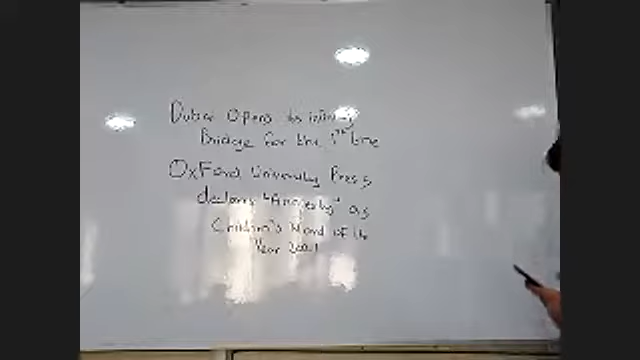 Dubai Opens its infinity
Bridge for the 1st time
Oxford University Press
declares "Anxiety" as
Children's Word of the
Year 2021